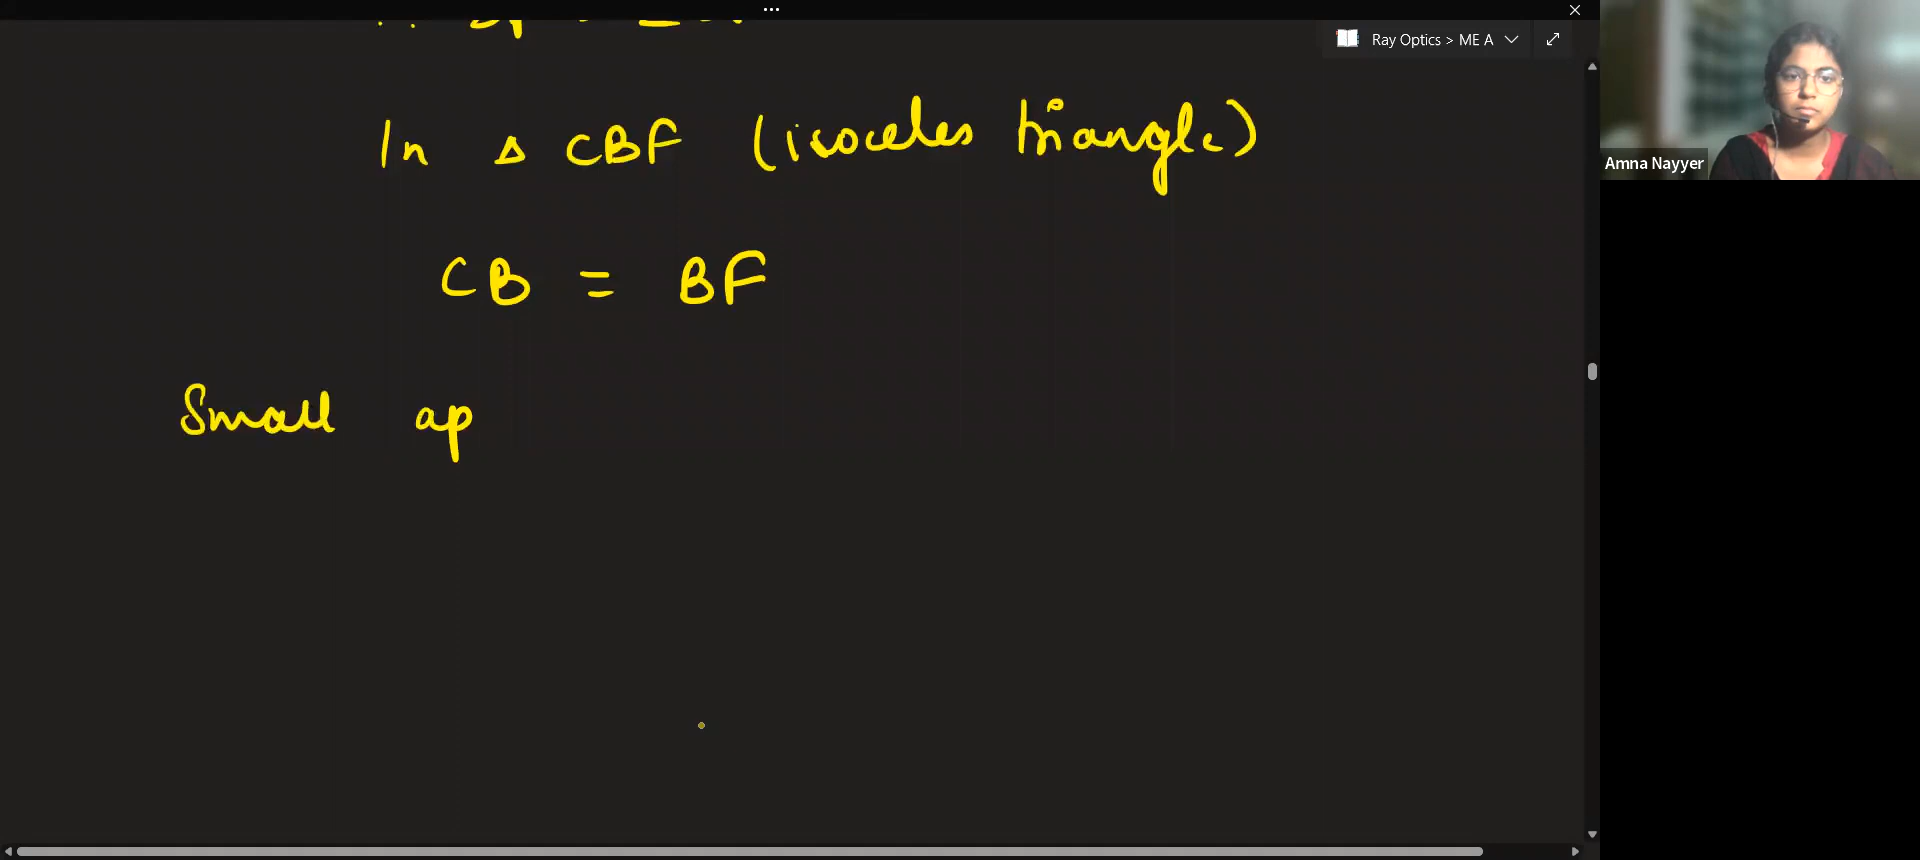 Ray Optics > ME A
In Δ CBF (isoceles triangle)
CB = BF
Small ap
Amna Nayyer